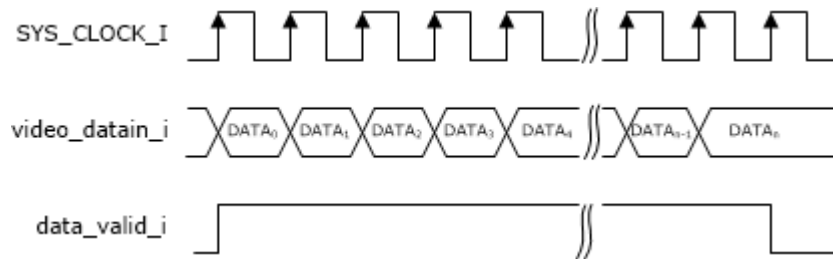 SYS_CLOCK_I
video_datain_i DATA₀ DATA₁ DATA₂ DATA₃ DATA₄ DATAₙ₋₁ DATAₙ
data_valid_i